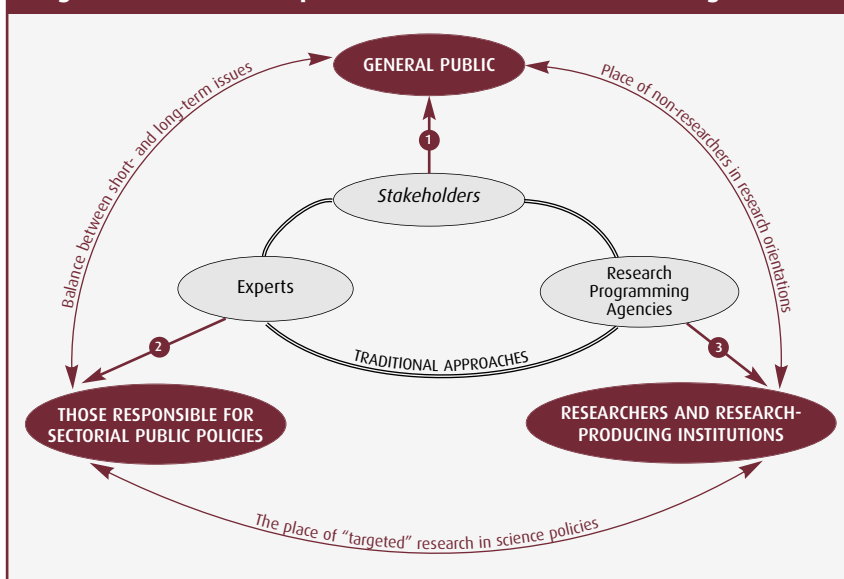 GENERAL PUBLIC
Balance between short- and long-term issues
Place of non-researchers in research orientations
1
Stakeholders
Experts
Research
Programming
Agencies
2
TRADITIONAL APPROACHES
3
THOSE RESPONSIBLE FOR
SECTORIAL PUBLIC POLICIES
RESEARCHERS AND RESEARCH-
PRODUCING INSTITUTIONS
The place of "targeted" research in science policies